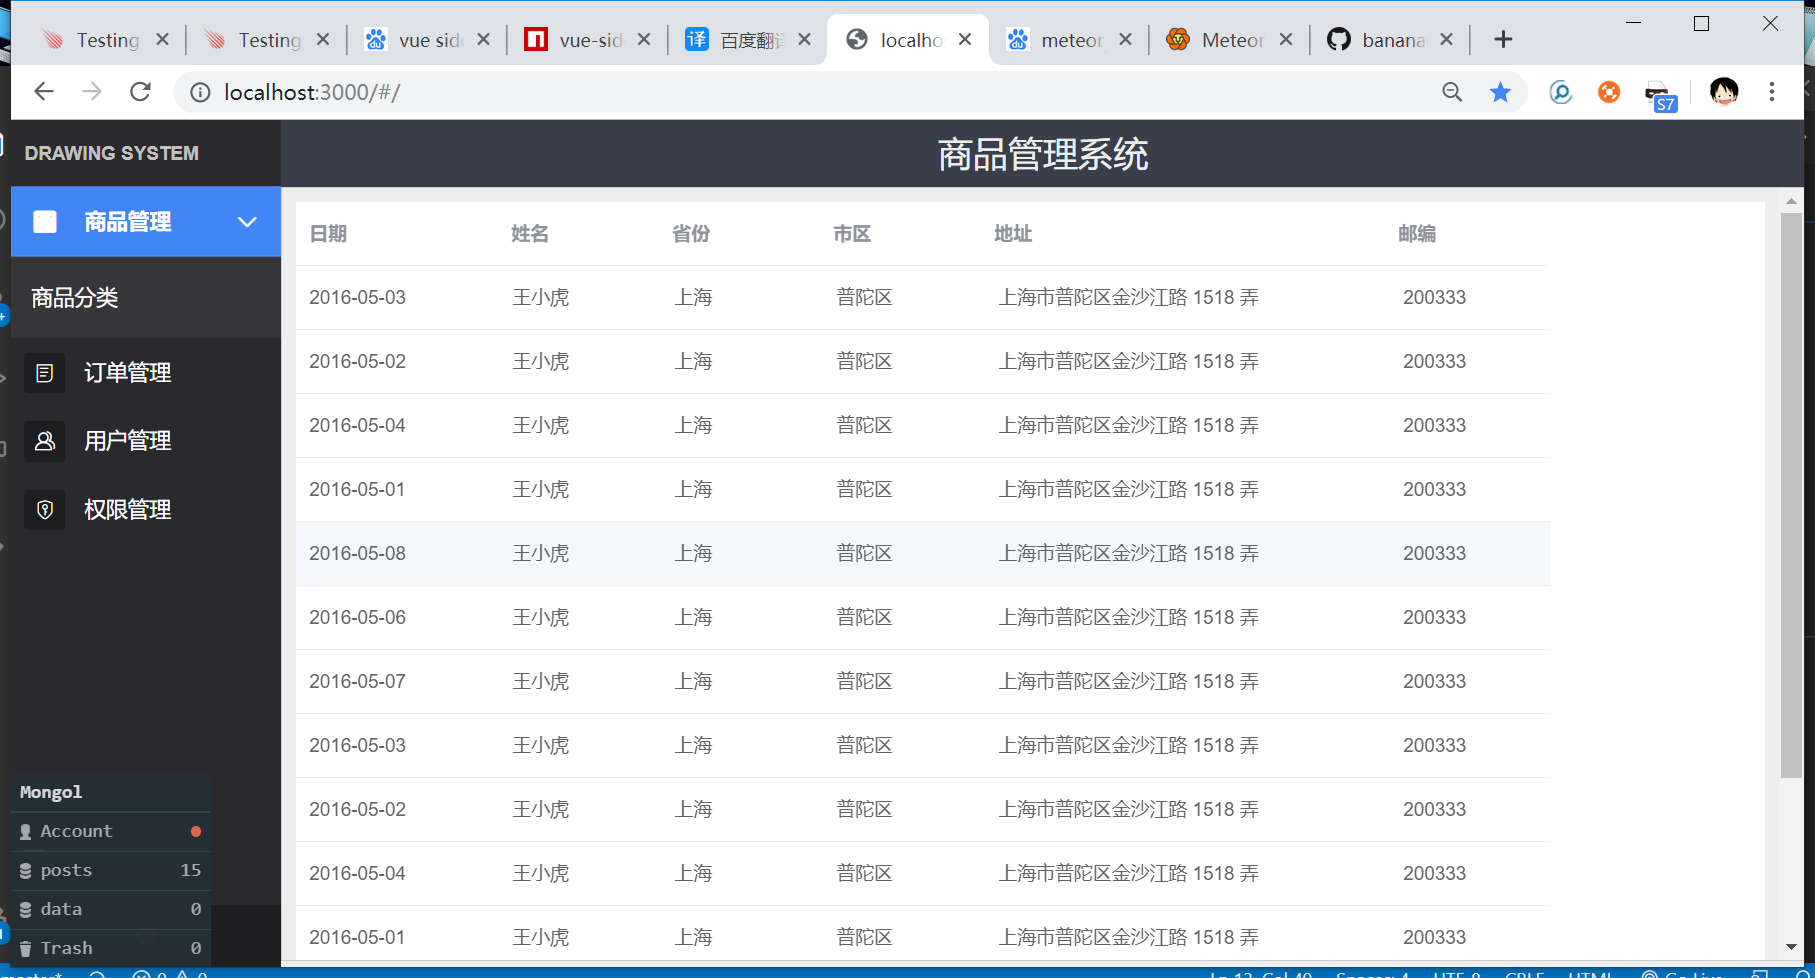 Testing
Testing
vue sid
vue-sid
百度翻译
localho
meteor
Meteor
banana
localhost:3000/#/
S7
DRAWING SYSTEM
商品管理系统
商品管理
商品分类
订单管理
用户管理
权限管理
日期 姓名 省份 市区 地址 邮编
2016-05-03 王小虎 上海 普陀区 上海市普陀区金沙江路 1518 弄 200333
2016-05-02 王小虎 上海 普陀区 上海市普陀区金沙江路 1518 弄 200333
2016-05-04 王小虎 上海 普陀区 上海市普陀区金沙江路 1518 弄 200333
2016-05-01 王小虎 上海 普陀区 上海市普陀区金沙江路 1518 弄 200333
2016-05-08 王小虎 上海 普陀区 上海市普陀区金沙江路 1518 弄 200333
2016-05-06 王小虎 上海 普陀区 上海市普陀区金沙江路 1518 弄 200333
2016-05-07 王小虎 上海 普陀区 上海市普陀区金沙江路 1518 弄 200333
2016-05-03 王小虎 上海 普陀区 上海市普陀区金沙江路 1518 弄 200333
2016-05-02 王小虎 上海 普陀区 上海市普陀区金沙江路 1518 弄 200333
2016-05-04 王小虎 上海 普陀区 上海市普陀区金沙江路 1518 弄 200333
2016-05-01 王小虎 上海 普陀区 上海市普陀区金沙江路 1518 弄 200333
Mongol
Account
posts 15
data 0
Trash 0